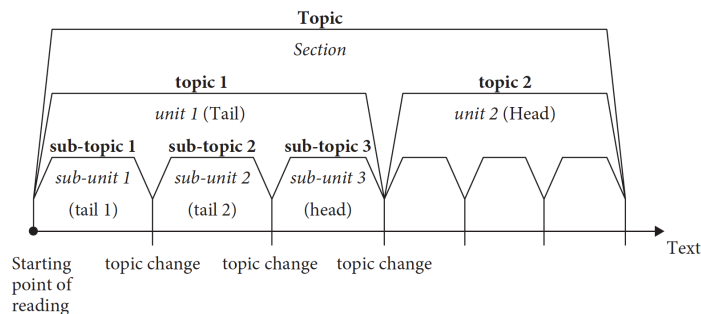 Topic
Section
topic 1
topic 2
unit 1 (Tail)
unit 2 (Head)
sub-topic 1
sub-topic 2
sub-topic 3
sub-unit 1
sub-unit 2
sub-unit 3
(tail 1)
(tail 2)
(head)
Text
Starting
point of
reading
topic change
topic change
topic change